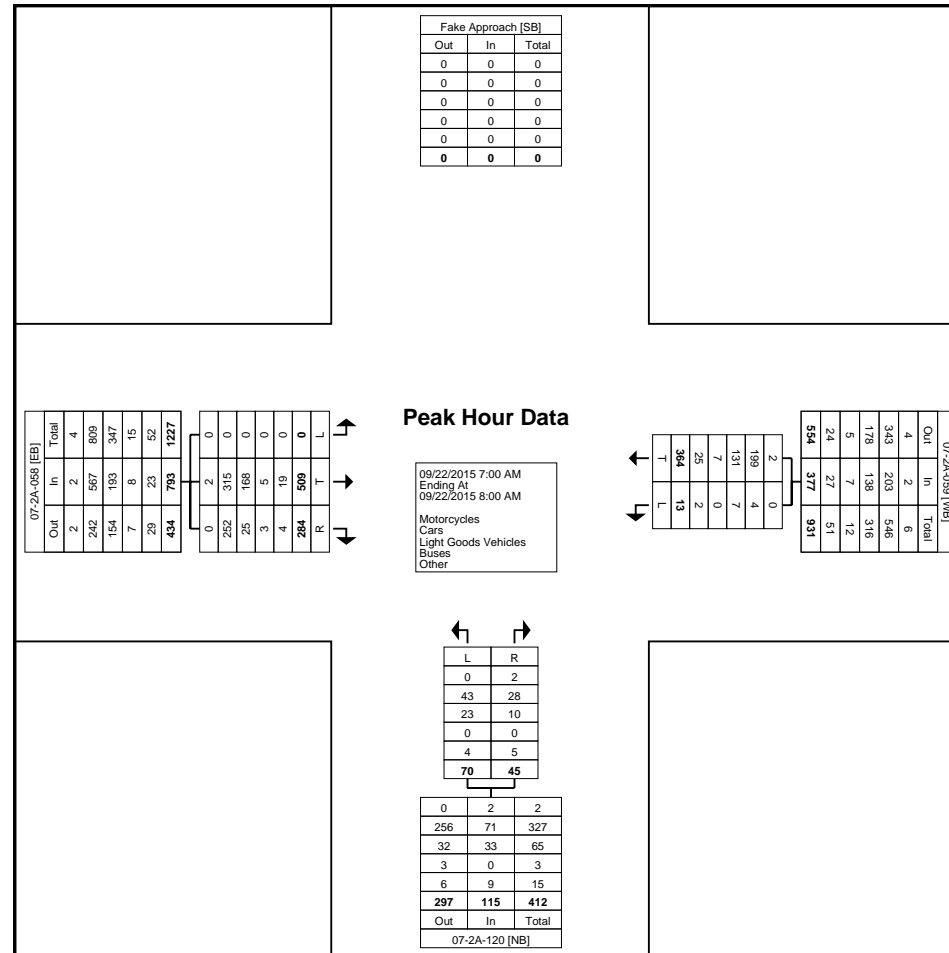 Fake Approach [SB]
Out In Total
0 0 0
0 0 0
0 0 0
0 0 0
0 0 0
0 0 0
Peak Hour Data
09/22/2015 7:00 AM
Ending At
09/22/2015 8:00 AM
Motorcycles
Cars
Light Goods Vehicles
Buses
Other
07-2A-058 [EB]
Total 4 809 347 15 52 1227
In 2 567 193 8 23 793
Out 2 242 154 7 29 434
0 0 0 0 0 0 L
2 315 168 5 19 509 T
0 252 25 3 4 284 R
T 364 25 7 131 199 2
L 13 2 0 7 4 0
554 24 5 178 343 4 Out
377 27 7 138 203 2 In
931 51 12 316 546 6 Total
07-2A-059 [WB]
L R
0 2
43 28
23 10
0 0
4 5
70 45
0 2 2
256 71 327
32 33 65
3 0 3
6 9 15
297 115 412
Out In Total
07-2A-120 [NB]